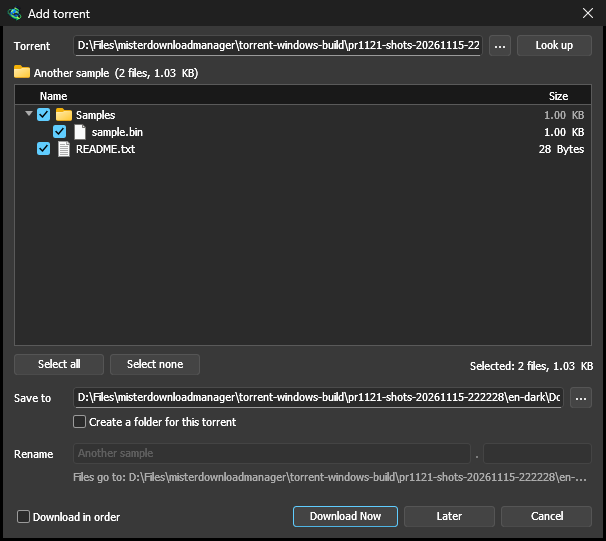 Add torrent
Torrent D:\Files\misterdownloadmanager\torrent-windows-build\pr1121-shots-20261115-22 ... Look up
Another sample (2 files, 1.03 KB)
Name Size
Samples 1.00 KB
sample.bin 1.00 KB
README.txt 28 Bytes
Select all Select none Selected: 2 files, 1.03 KB
Save to D:\Files\misterdownloadmanager\torrent-windows-build\pr1121-shots-20261115-222228\en-dark\Dc ...
Create a folder for this torrent
Rename Another sample .
Files go to: D:\Files\misterdownloadmanager\torrent-windows-build\pr1121-shots-20261115-222228\en-...
Download in order Download Now Later Cancel